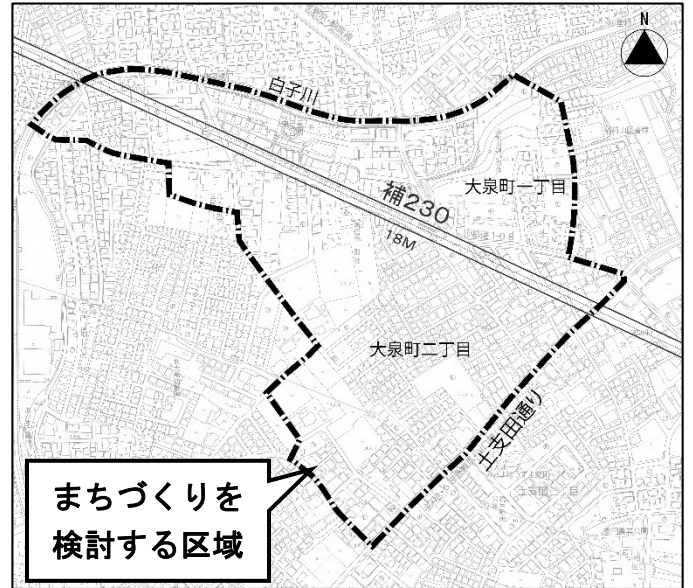 N
白子川
大泉町一丁目
補230
18M
大泉町二丁目
土支田通り
まちづくりを
検討する区域